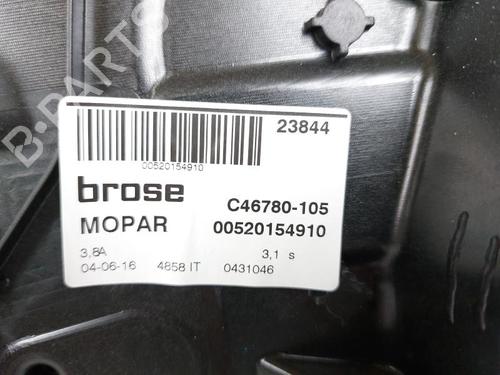 B-PARTS
23844
00520154910
brose
C46780-105
MOPAR 00520154910
3,8A 3,1 s
04-06-16 4858 IT 0431046